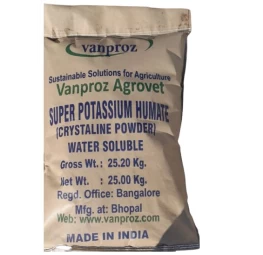 vanproz
Sustainable Solutions for Agriculture
Vanproz Agrovet
SUPER POTASSIUM HUMATE
(CRYSTALINE POWDER)
WATER SOLUBLE
Gross Wt.: 25.20 Kg.
Net Wt. : 25.00 Kg.
Regd. Office: Bangalore
Mfg. at: Bhopal
Web: www.vanproz.com
MADE IN INDIA